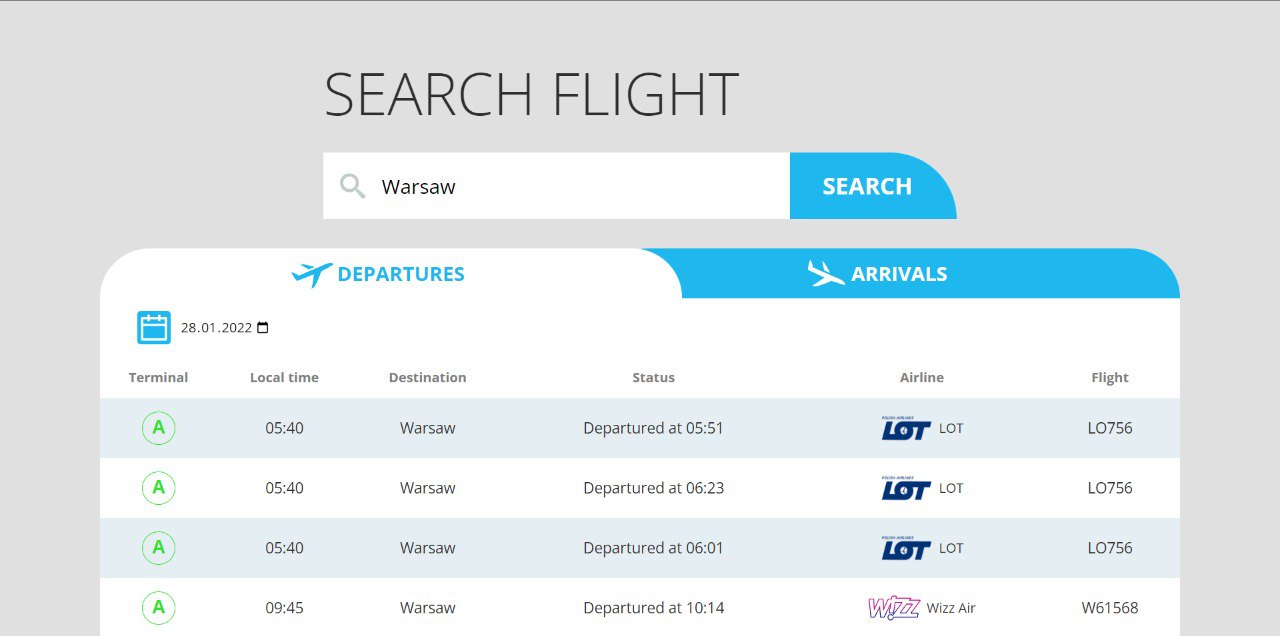 SEARCH FLIGHT
Warsaw SEARCH
DEPARTURES ARRIVALS
28.01.2022
Terminal Local time Destination Status Airline Flight
A 05:40 Warsaw Departured at 05:51 POLISH AIRLINES LOT LOT LO756
A 05:40 Warsaw Departured at 06:23 POLISH AIRLINES LOT LOT LO756
A 05:40 Warsaw Departured at 06:01 POLISH AIRLINES LOT LOT LO756
A 09:45 Warsaw Departured at 10:14 Wizz Wizz Air W61568